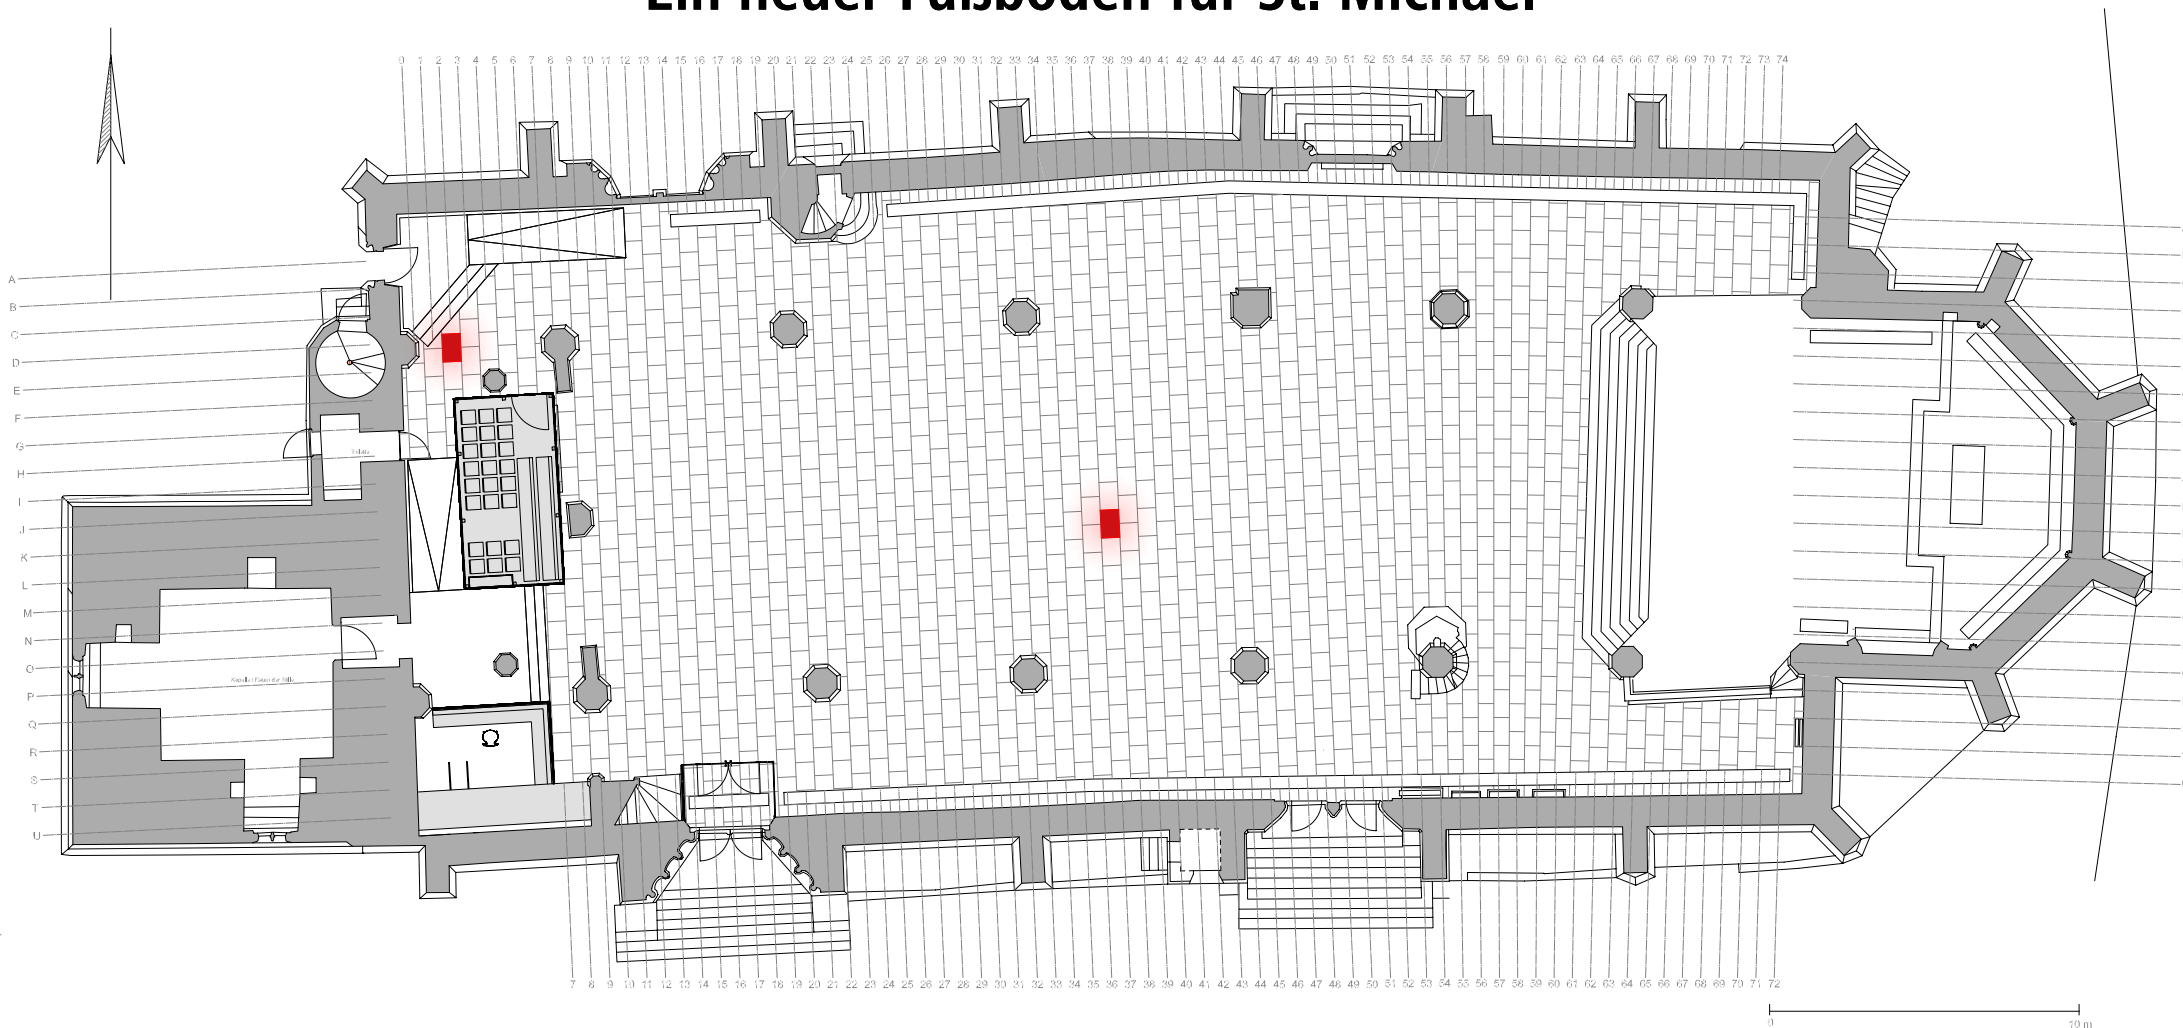 Ein neuer Fußboden für St. Michael
0 1 2 3 4 5 6 7 8 9 10 11 12 13 14 15 16 17 18 19 20 21 22 23 24 25 26 27 28 29 30 31 32 33 34 35 36 37 38 39 40 41 42 43 44 45 46 47 48 49 50 51 52 53 54 55 56 57 58 59 60 61 62 63 64 65 66 67 68 69 70 71 72 73 74
A
B
C
D
E
F
G
H
I
J
K
L
M
N
O
Kapelle / Raum der Stille
P
Q
R
S
T
U
7 8 9 10 11 12 13 14 15 16 17 18 19 20 21 22 23 24 25 26 27 28 29 30 31 32 33 34 35 36 37 38 39 40 41 42 43 44 45 46 47 48 49 50 51 52 53 54 55 56 57 58 59 60 61 62 63 64 65 66 67 68 69 70 71 72
0 10 m